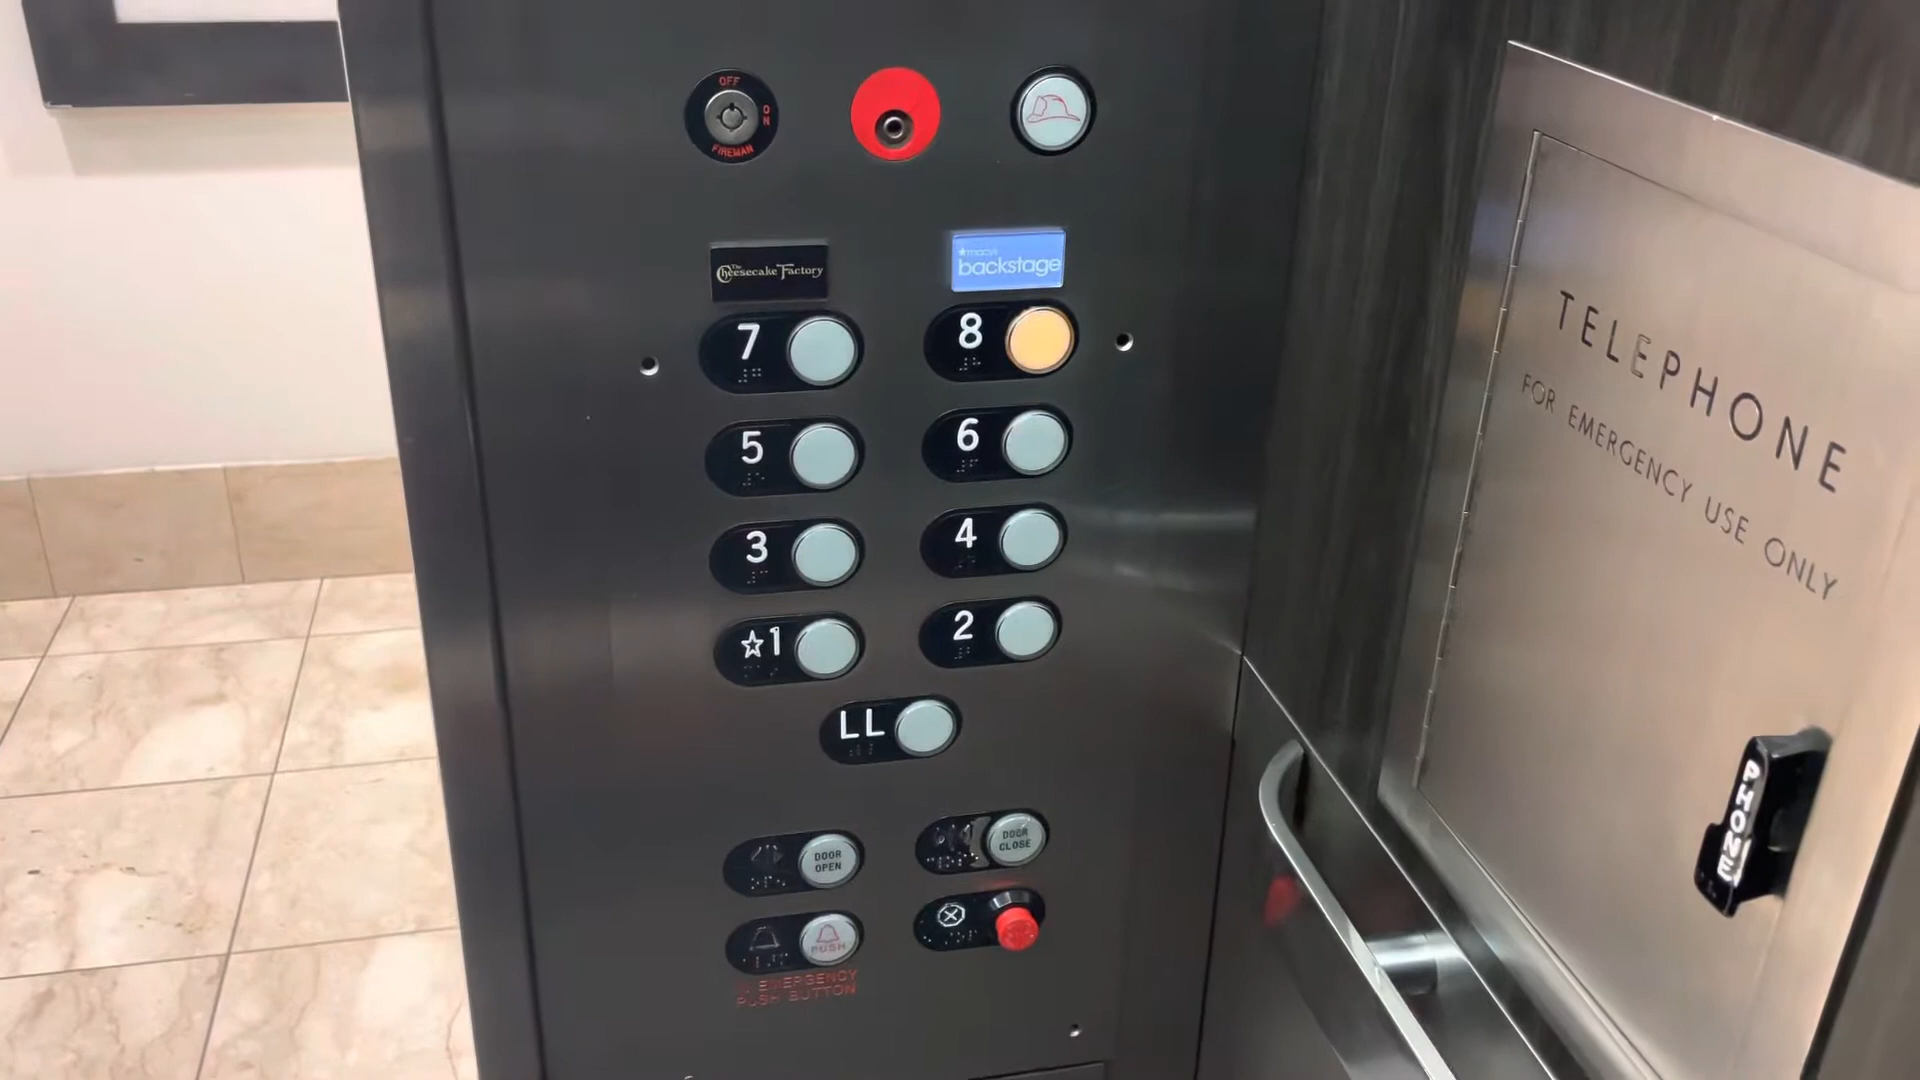 OFF
ON
FIREMAN
The Cheesecake Factory
★macy's
backstage
7
8
5
6
3
4
☆1
2
LL
DOOR
OPEN
DOOR
CLOSE
PUSH
EMERGENCY
PUSH BUTTON
TELEPHONE
FOR EMERGENCY USE ONLY
PHONE